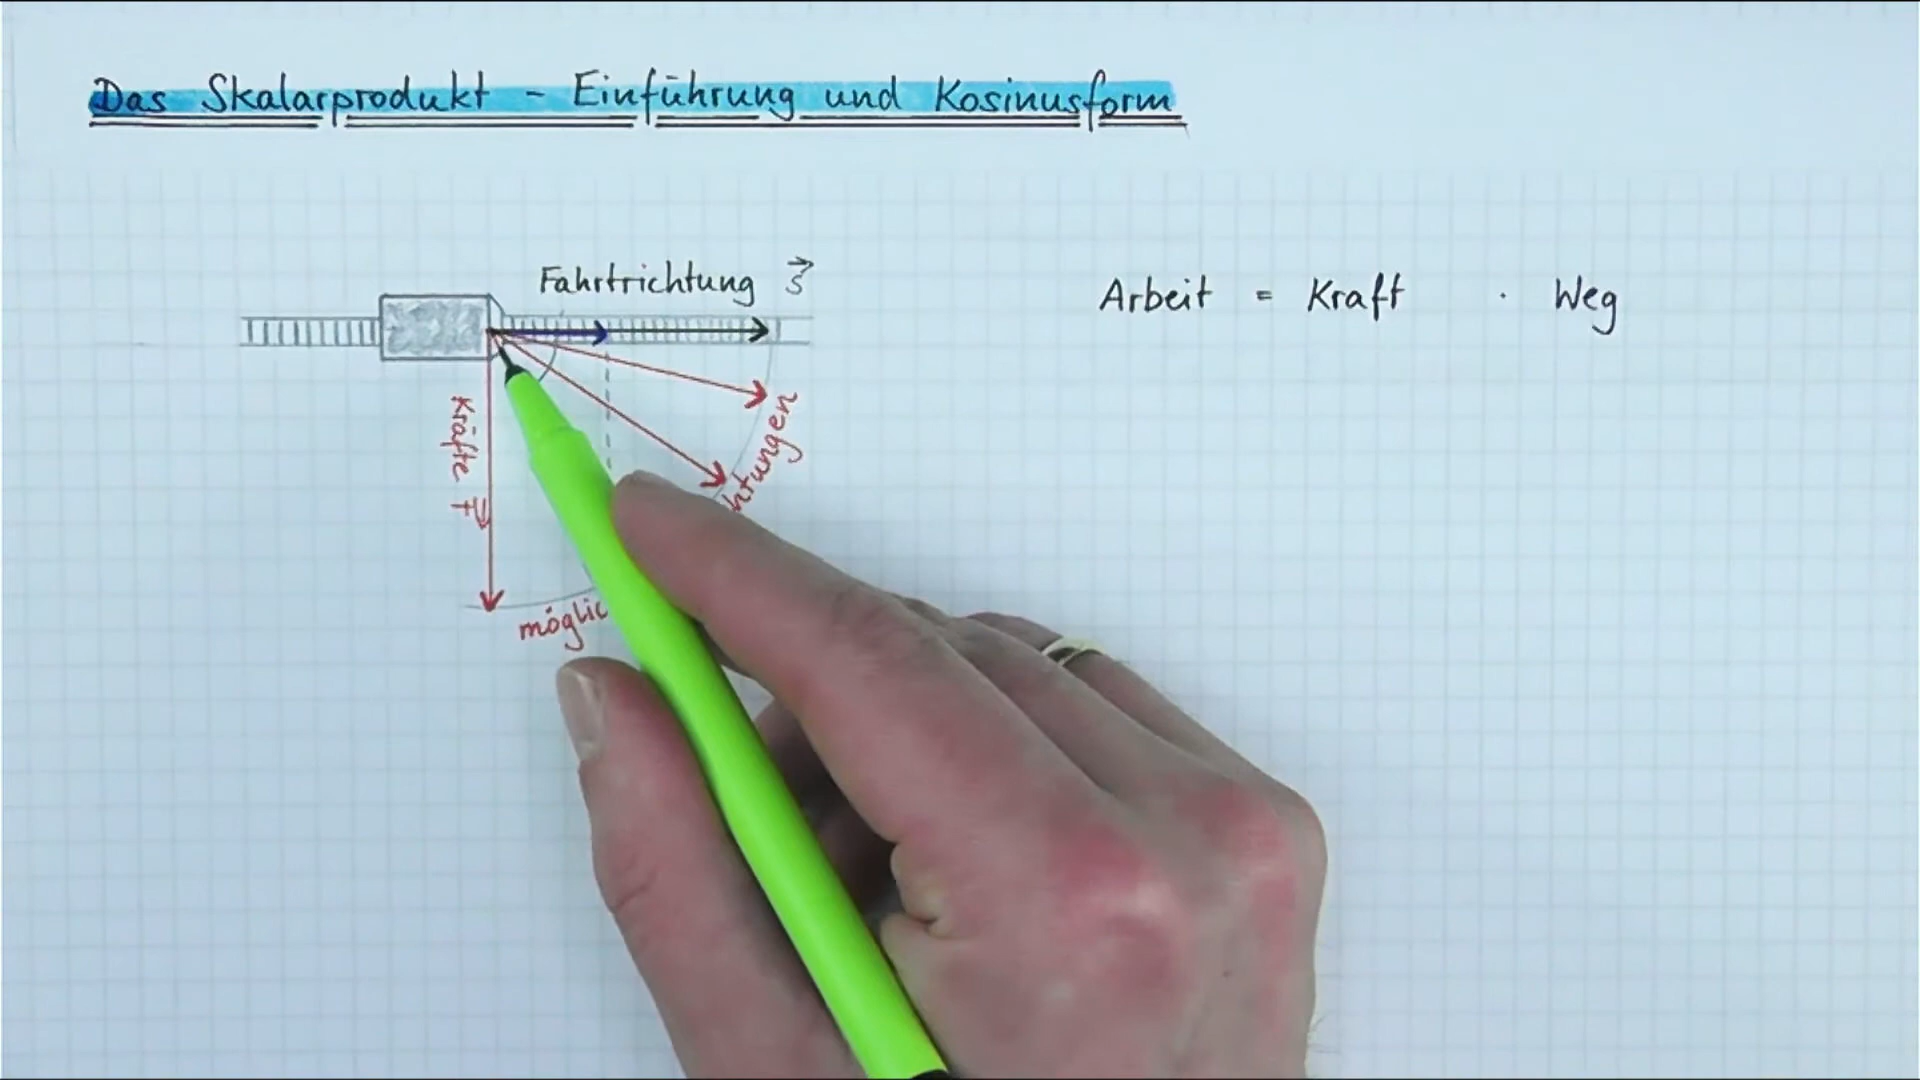 Das Skalarprodukt - Einführung und Kosinusform
Fahrtrichtung s⃗
Arbeit = Kraft · Weg
Kräfte F⃗